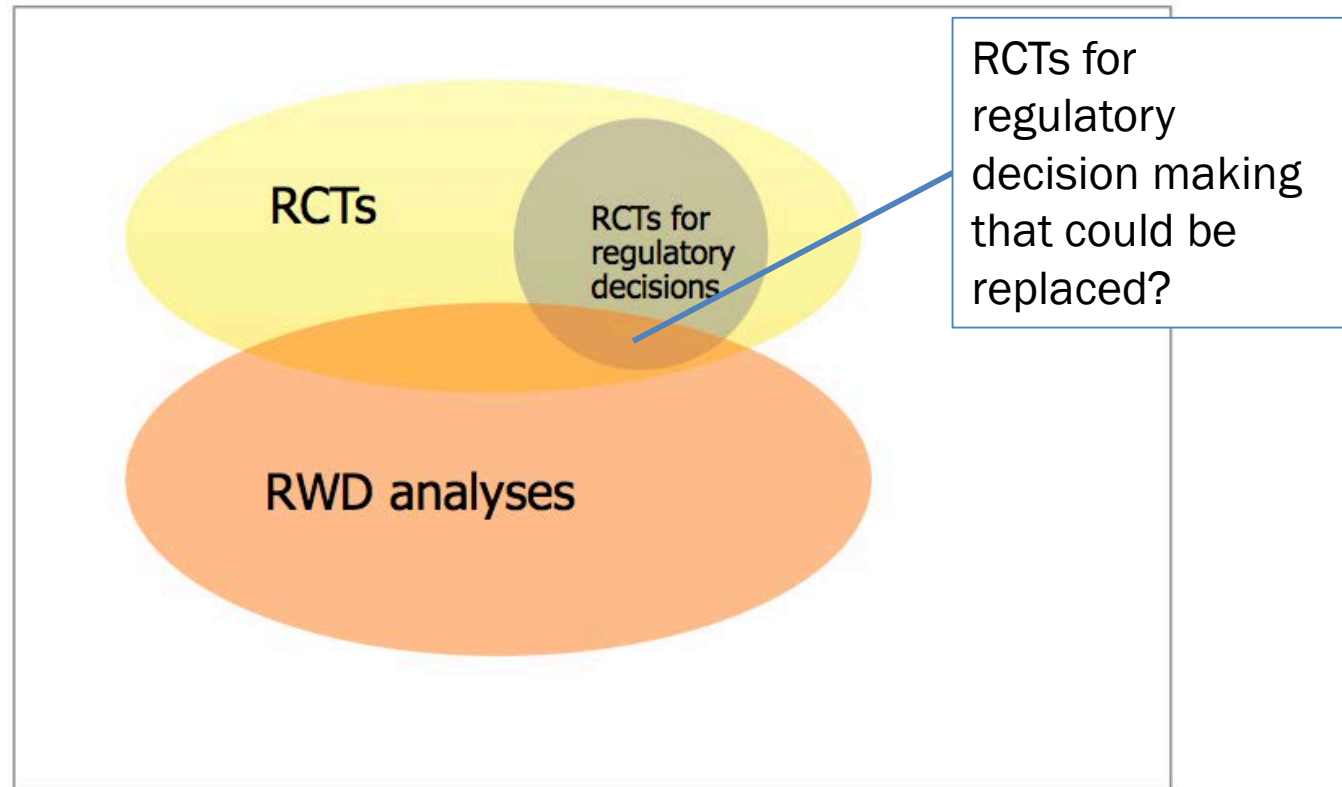 RCTs
RCTs for
regulatory
decisions
RWD analyses
RCTs for
regulatory
decision making
that could be
replaced?